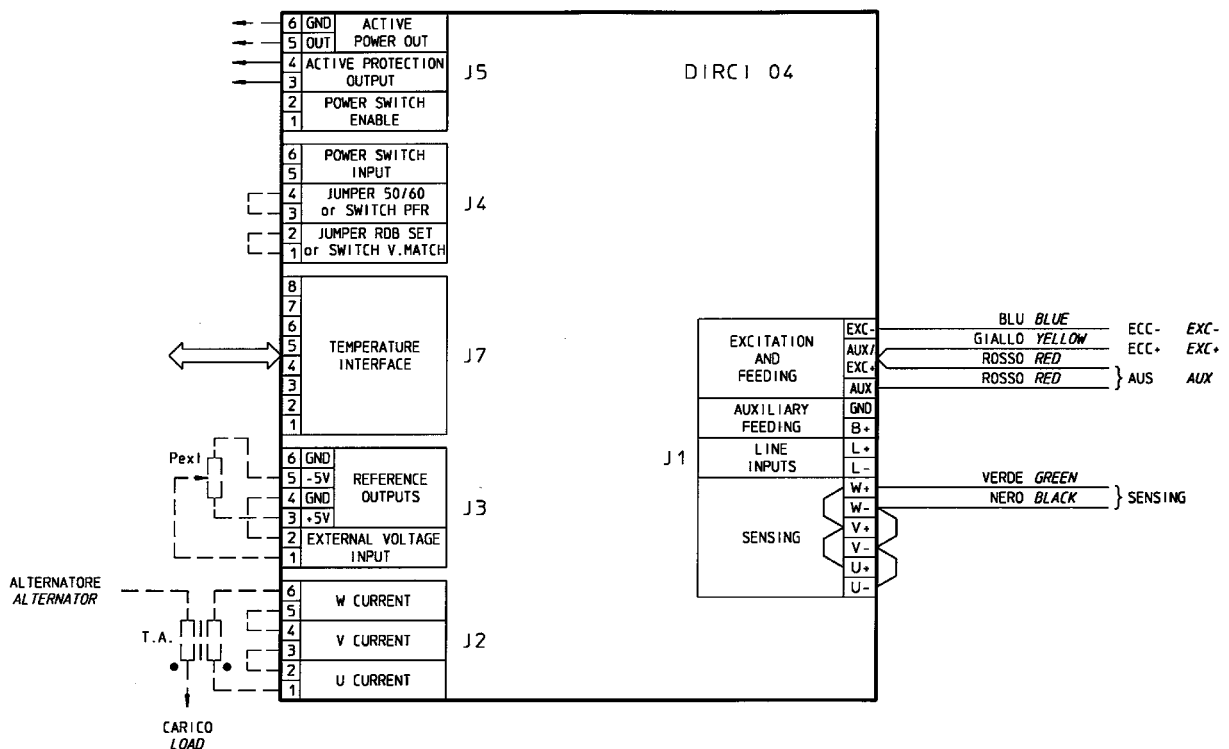 6 GND ACTIVE
5 OUT POWER OUT
4 ACTIVE PROTECTION
3 OUTPUT
2 POWER SWITCH
1 ENABLE
J5
DIRCI 04
6 POWER SWITCH
5 INPUT
4 JUMPER 50/60
3 or SWITCH PFR
2 JUMPER RDB SET
1 or SWITCH V.MATCH
J4
8
7
6
5 TEMPERATURE
4 INTERFACE
3
2
1
J7
Pext
6 GND
5 -5V REFERENCE
4 GND OUTPUTS
3 +5V
2 EXTERNAL VOLTAGE
1 INPUT
J3
ALTERNATORE
ALTERNATOR
T.A.
CARICO
LOAD
6
5 W CURRENT
4
3 V CURRENT
2
1 U CURRENT
J2
J1
EXCITATION
AND
FEEDING
EXC-
AUX/
EXC+
AUX
AUXILIARY
FEEDING
GND
B+
LINE
INPUTS
L+
L-
SENSING
W+
W-
V+
V-
U+
U-
BLU BLUE ECC- EXC-
GIALLO YELLOW ECC+ EXC+
ROSSO RED
ROSSO RED AUS AUX
VERDE GREEN
NERO BLACK SENSING